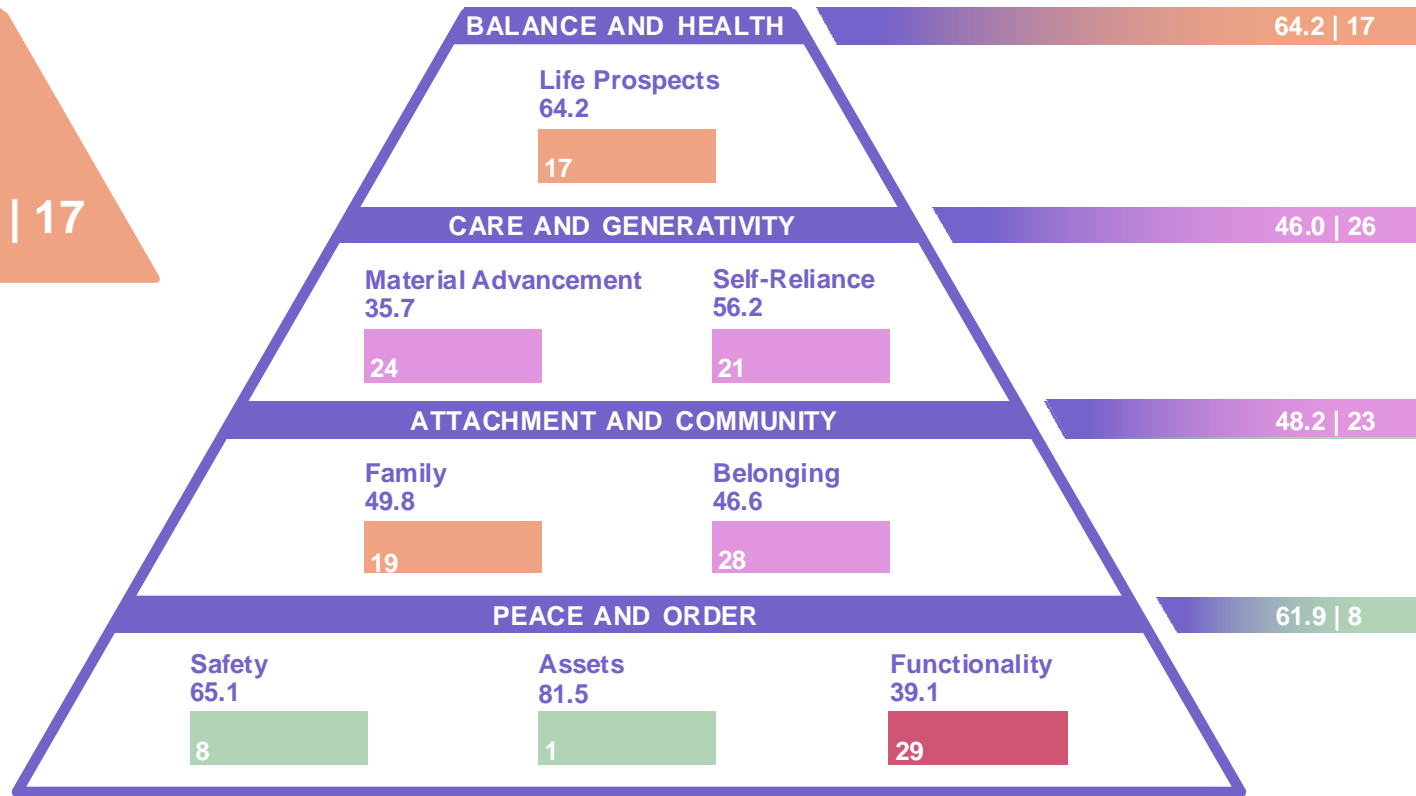 BALANCE AND HEALTH
64.2 | 17
Life Prospects
64.2
17
| 17
CARE AND GENERATIVITY
46.0 | 26
Material Advancement
35.7
24
Self-Reliance
56.2
21
ATTACHMENT AND COMMUNITY
48.2 | 23
Family
49.8
19
Belonging
46.6
28
PEACE AND ORDER
61.9 | 8
Safety
65.1
8
Assets
81.5
1
Functionality
39.1
29